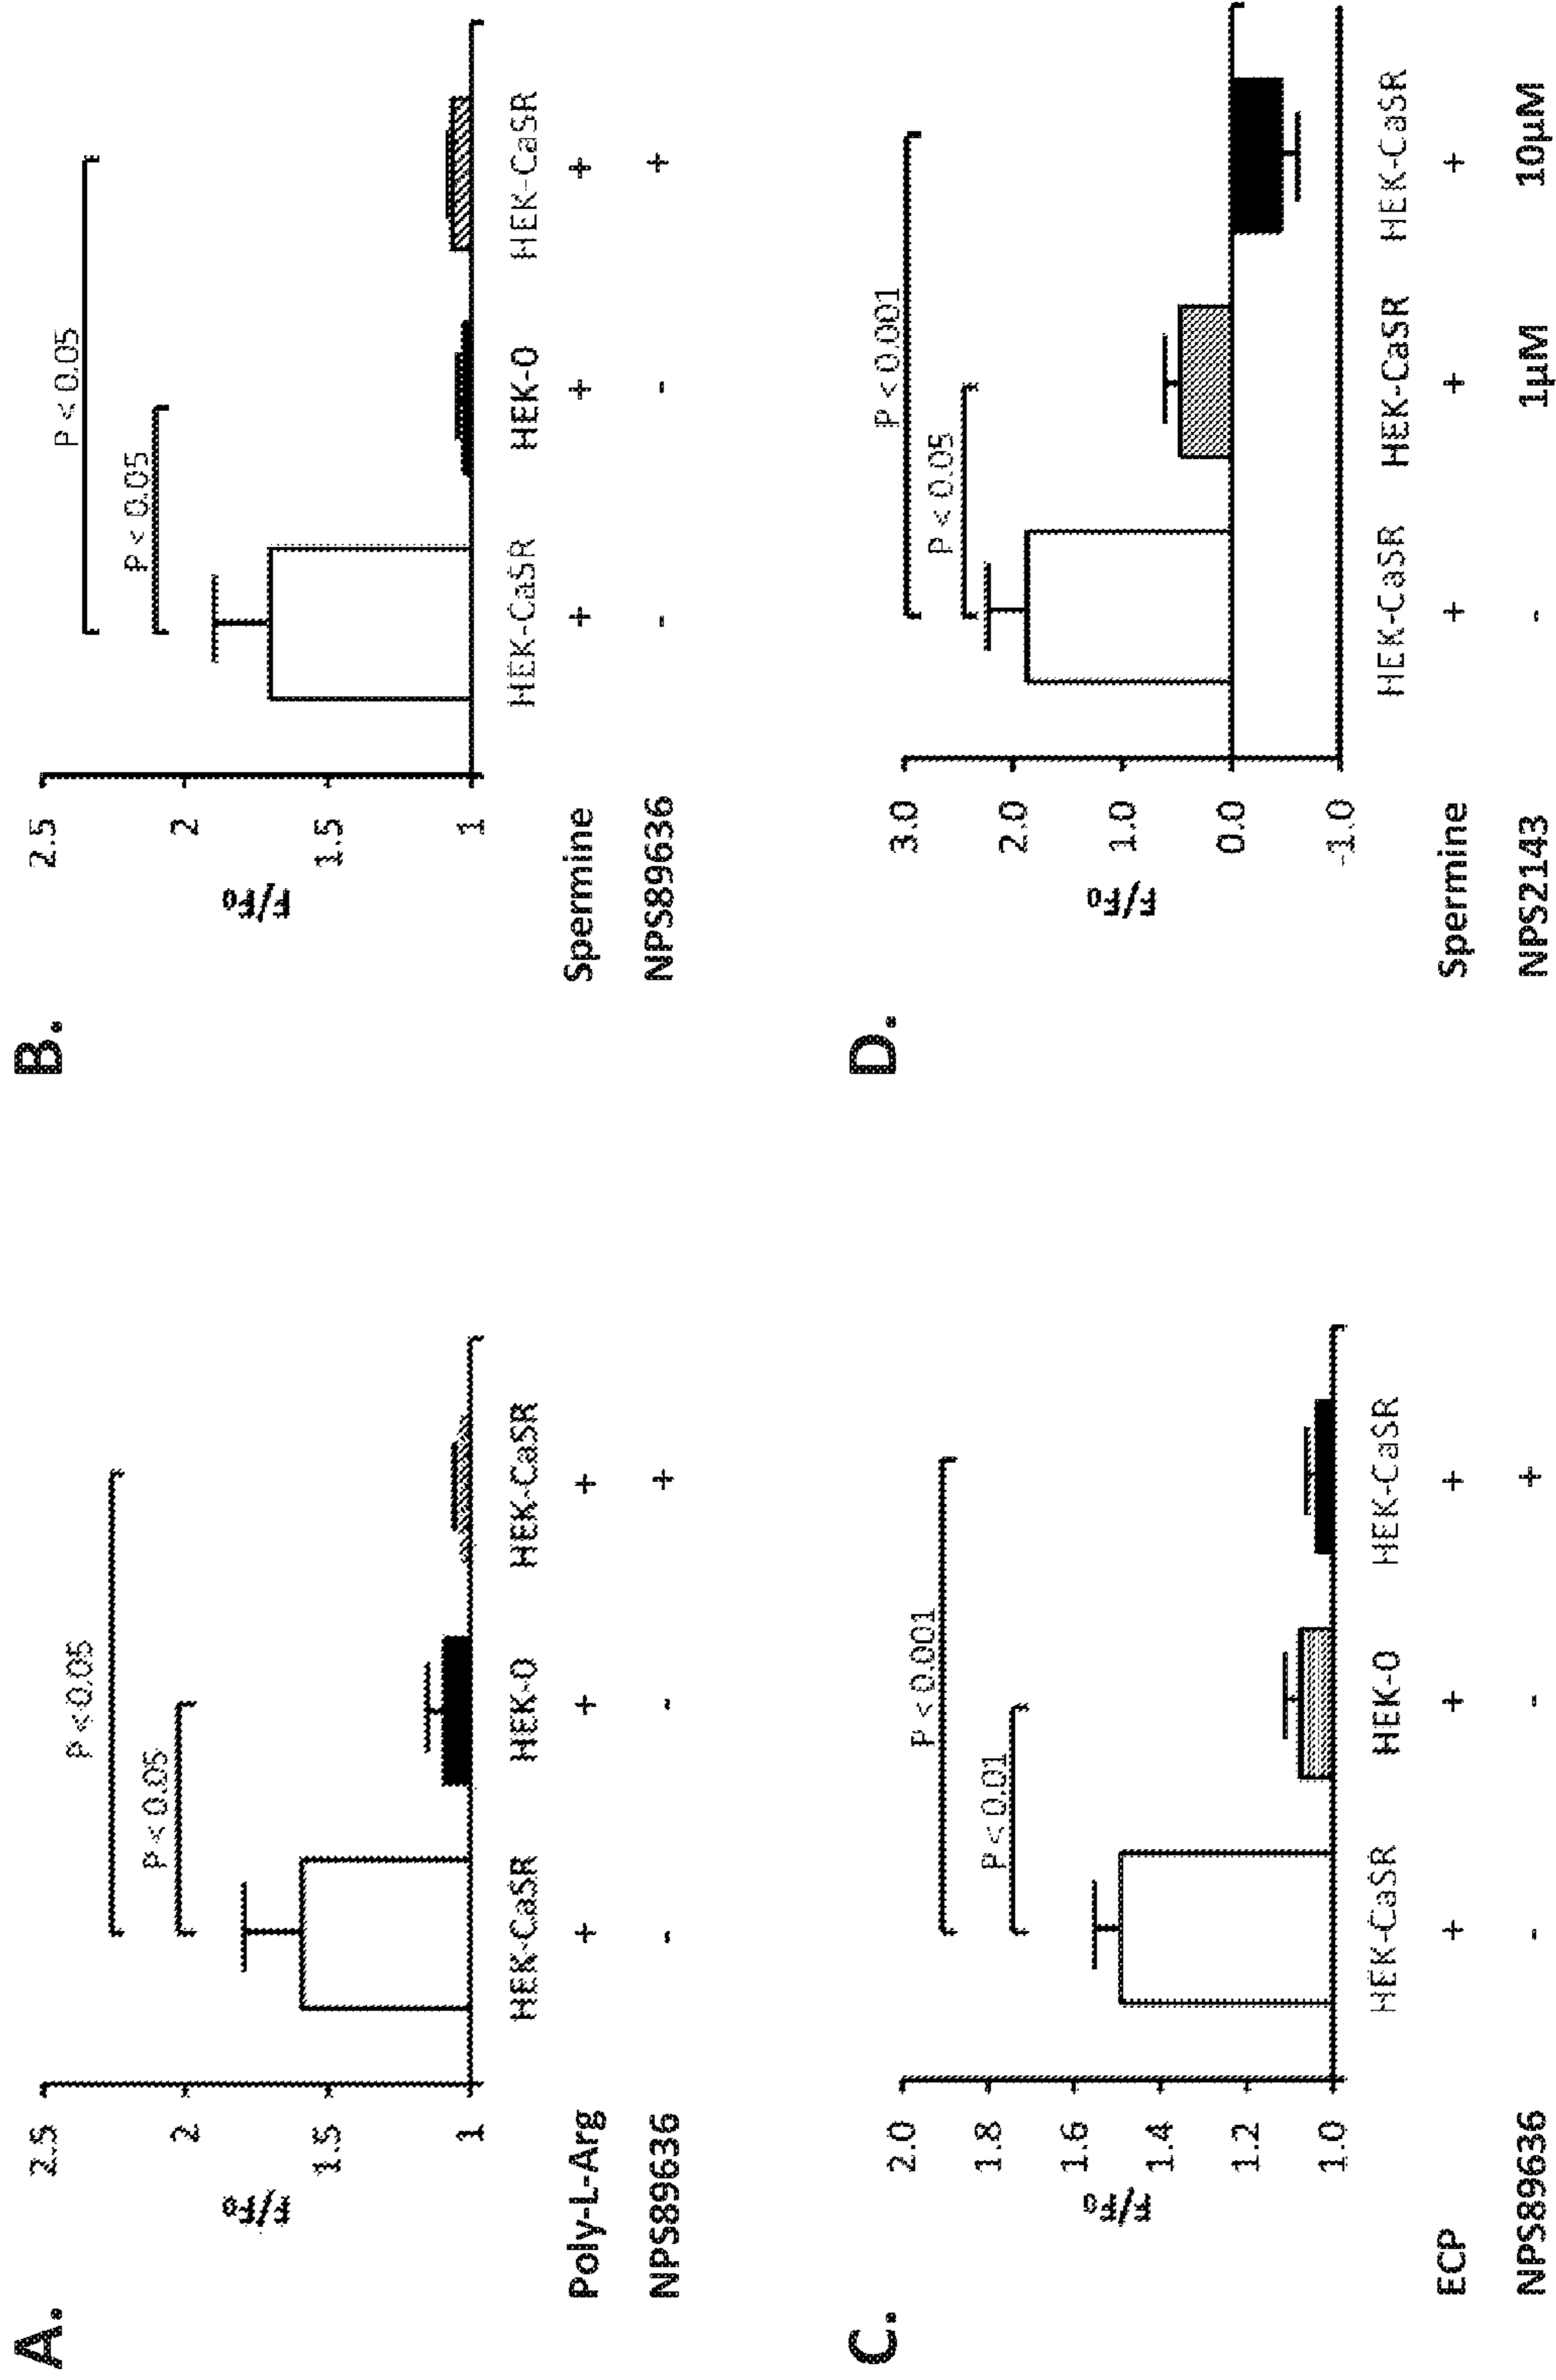 A.
P < 0.05
P < 0.05
2.5
2
1.5
1
F/F0
HEK-CaSR HEK-0 HEK-CaSR
Poly-L-Arg + + +
NPS89636 - - +
B.
P < 0.05
P < 0.05
2.5
2
1.5
1
F/F0
HEK-CaSR HEK-0 HEK-CaSR
Spermine + + +
NPS89636 - - +
C.
P < 0.001
P < 0.01
2.0
1.8
1.6
1.4
1.2
1.0
F/F0
HEK-CaSR HEK-0 HEK-CaSR
ECP + + +
NPS89636 - - +
D.
P < 0.001
P < 0.05
3.0
2.0
1.0
0.0
-1.0
F/F0
HEK-CaSR HEK-CaSR HEK-CaSR
Spermine + + +
NPS2143 - 1µM 10µM